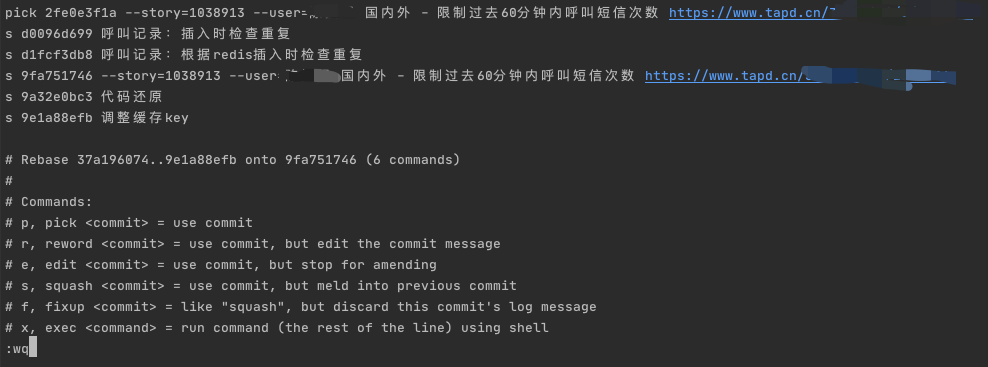 pick 2fe0e3f1a --story=1038913 --user= 国内外 - 限制过去60分钟内呼叫短信次数 https://www.tapd.cn/
s d0096d699 呼叫记录: 插入时检查重复
s d1fcf3db8 呼叫记录: 根据redis插入时检查重复
s 9fa751746 --story=1038913 --user= 国内外 - 限制过去60分钟内呼叫短信次数 https://www.tapd.cn/
s 9a32e0bc3 代码还原
s 9e1a88efb 调整缓存key
# Rebase 37a196074..9e1a88efb onto 9fa751746 (6 commands)
#
# Commands:
# p, pick <commit> = use commit
# r, reword <commit> = use commit, but edit the commit message
# e, edit <commit> = use commit, but stop for amending
# s, squash <commit> = use commit, but meld into previous commit
# f, fixup <commit> = like "squash", but discard this commit's log message
# x, exec <command> = run command (the rest of the line) using shell
:wq